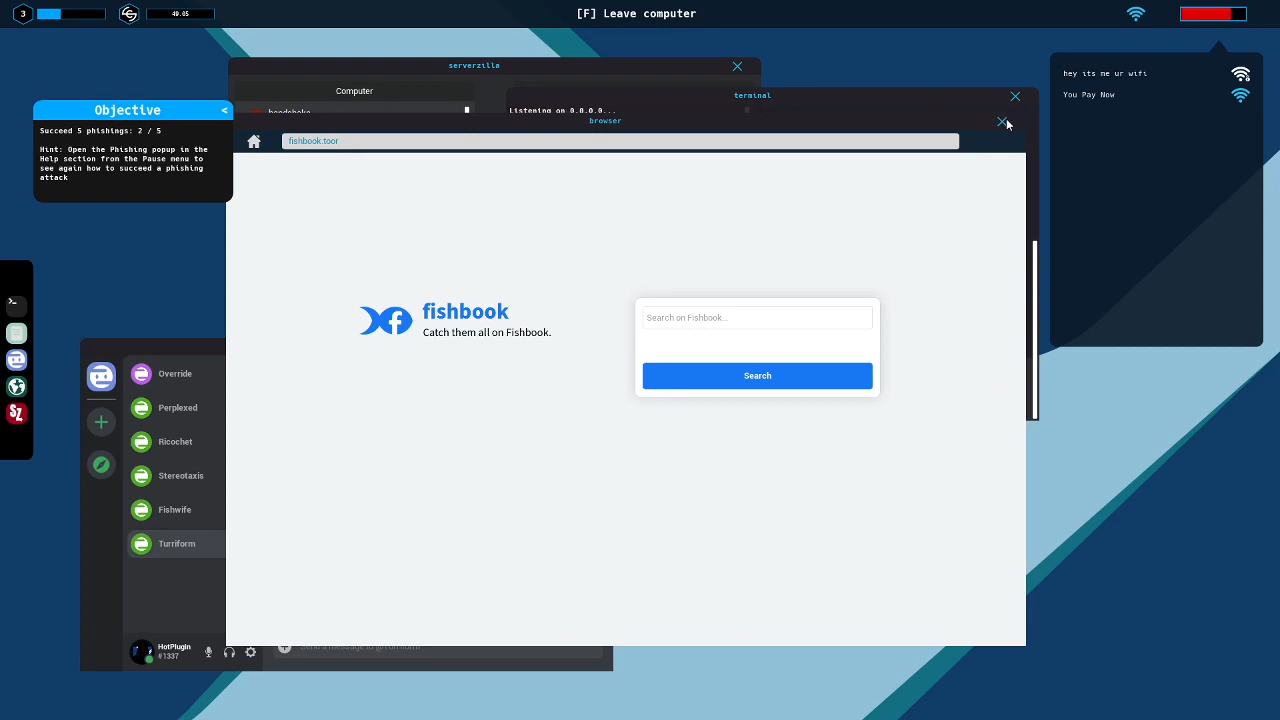 3
49.05
[F] Leave computer
serverzilla
Computer
terminal
Listening on 0.0.0.0...
browser
fishbook.toor
Objective
<
Succeed 5 phishings: 2 / 5
Hint: Open the Phishing popup in the
Help section from the Pause menu to
see again how to succeed a phishing
attack
hey its me ur wifi
You Pay Now
fishbook
Catch them all on Fishbook.
Search on Fishbook...
Search
Override
Perplexed
Ricochet
Stereotaxis
Fishwife
Turriform
HotPlugin
#1337
SZ